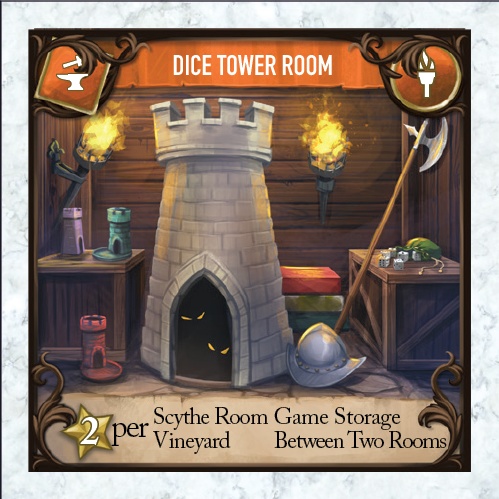 DICE TOWER ROOM
2 per Scythe Room Game Storage
Vineyard Between Two Rooms